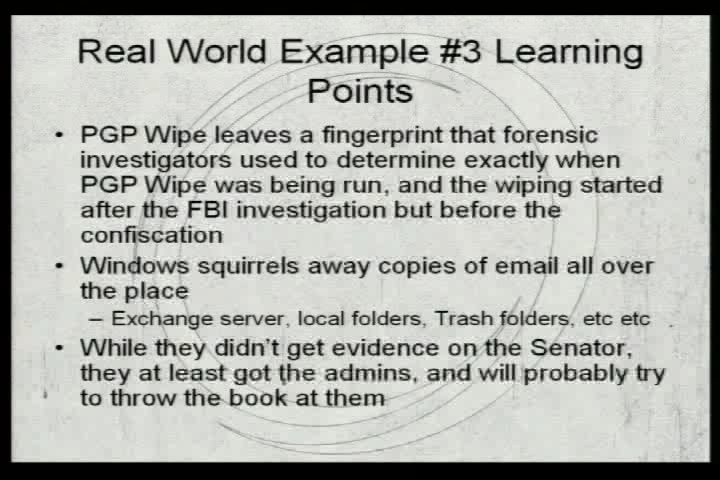 Real World Example #3 Learning
Points
• PGP Wipe leaves a fingerprint that forensic
investigators used to determine exactly when
PGP Wipe was being run, and the wiping started
after the FBI investigation but before the
confiscation
• Windows squirrels away copies of email all over
the place
– Exchange server, local folders, Trash folders, etc etc
• While they didn't get evidence on the Senator,
they at least got the admins, and will probably try
to throw the book at them